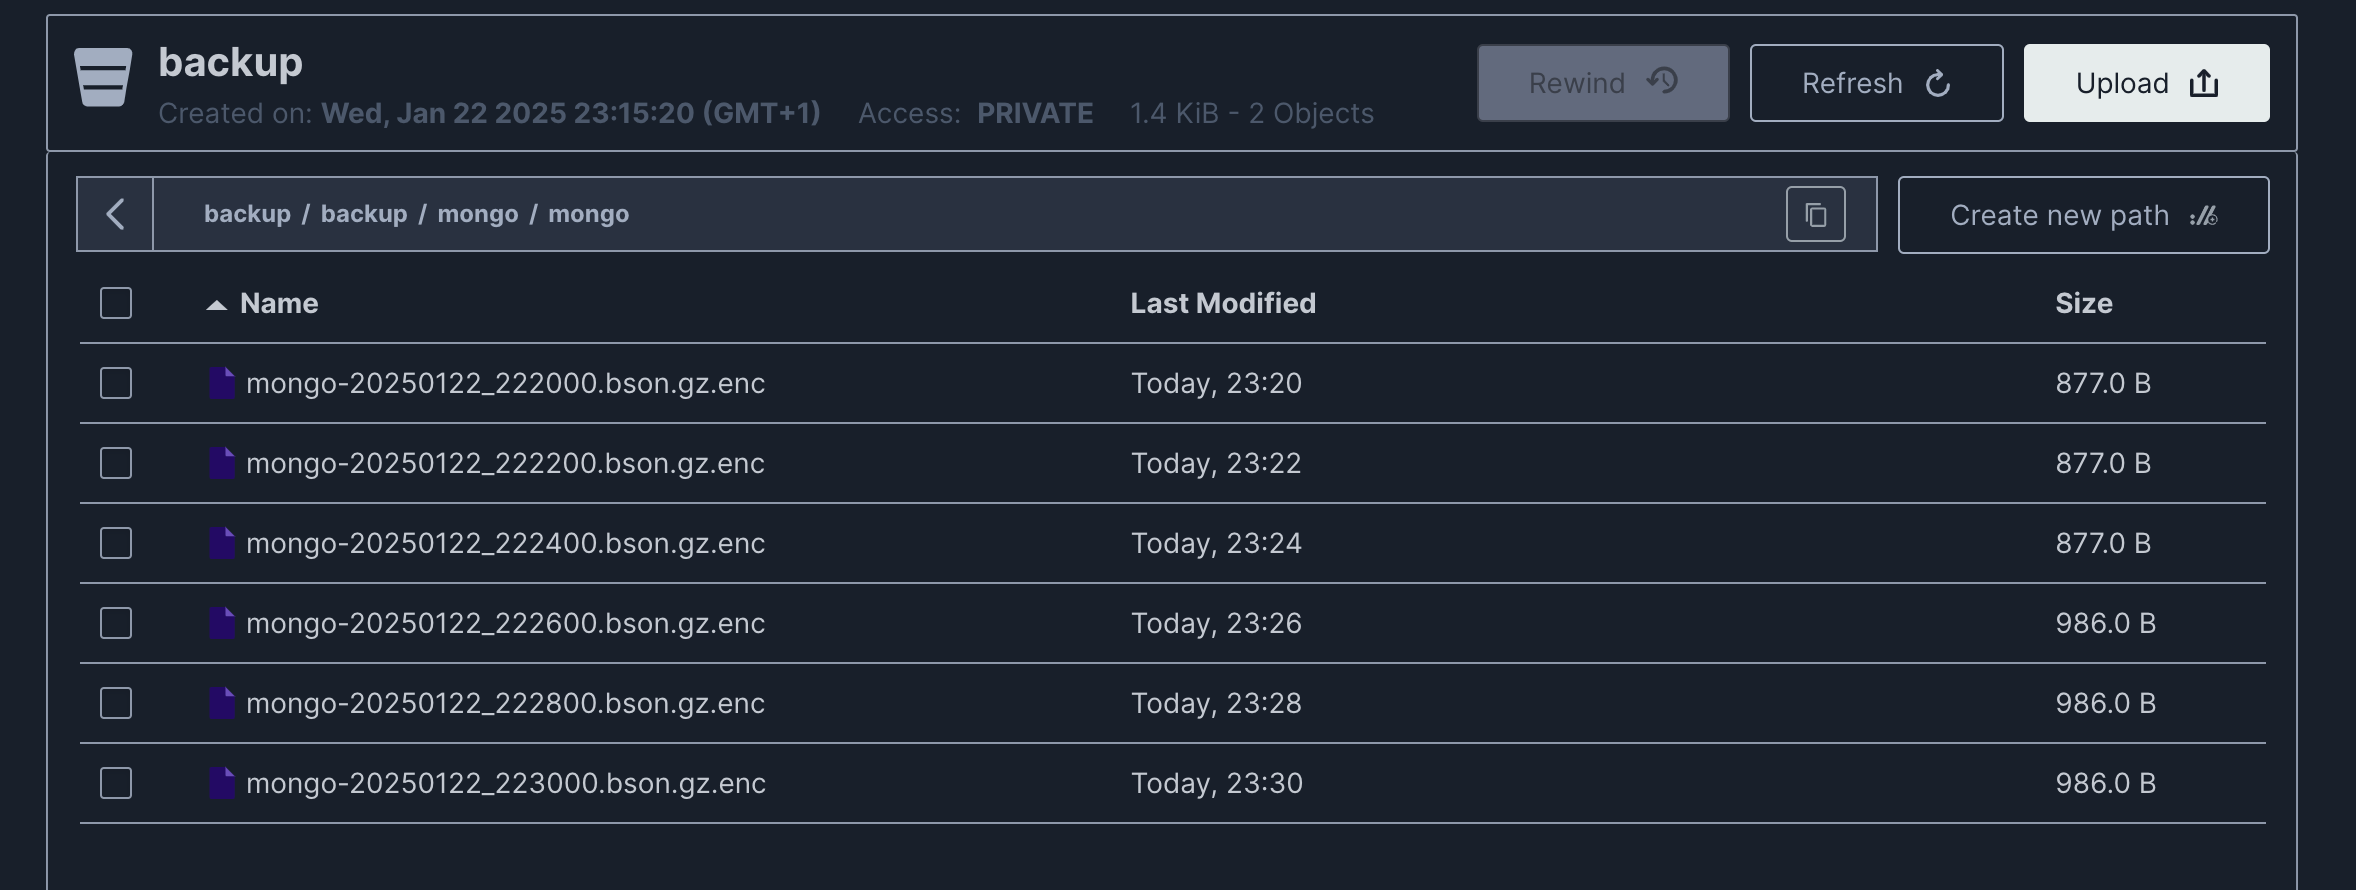 backup
Created on: Wed, Jan 22 2025 23:15:20 (GMT+1) Access: PRIVATE 1.4 KiB - 2 Objects
Rewind Refresh Upload
backup / backup / mongo / mongo
Create new path
Name Last Modified Size
mongo-20250122_222000.bson.gz.enc Today, 23:20 877.0 B
mongo-20250122_222200.bson.gz.enc Today, 23:22 877.0 B
mongo-20250122_222400.bson.gz.enc Today, 23:24 877.0 B
mongo-20250122_222600.bson.gz.enc Today, 23:26 986.0 B
mongo-20250122_222800.bson.gz.enc Today, 23:28 986.0 B
mongo-20250122_223000.bson.gz.enc Today, 23:30 986.0 B